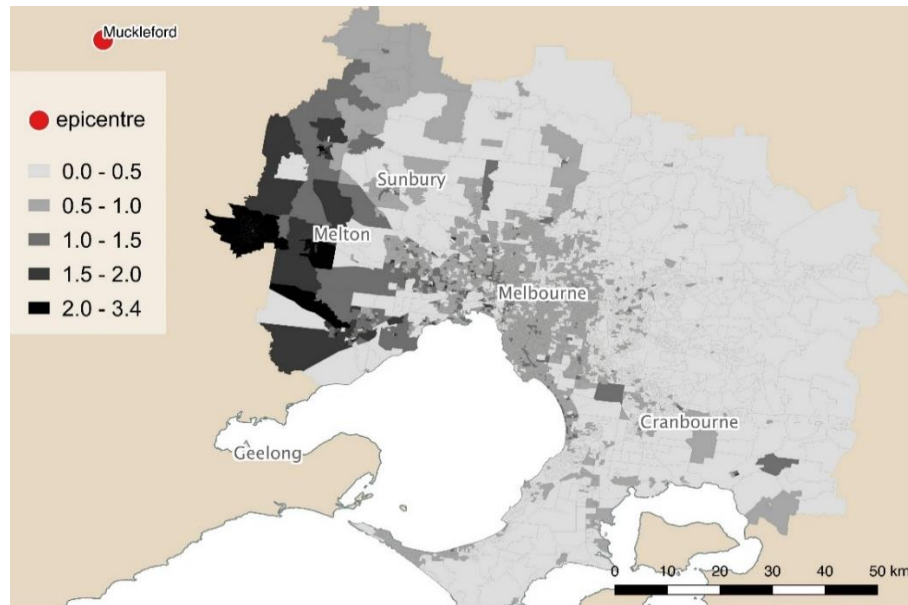 Muckleford
epicentre
0.0 - 0.5
0.5 - 1.0
1.0 - 1.5
1.5 - 2.0
2.0 - 3.4
Sunbury
Melton
Melbourne
Cranbourne
Geelong
0 10 20 30 40 50 km